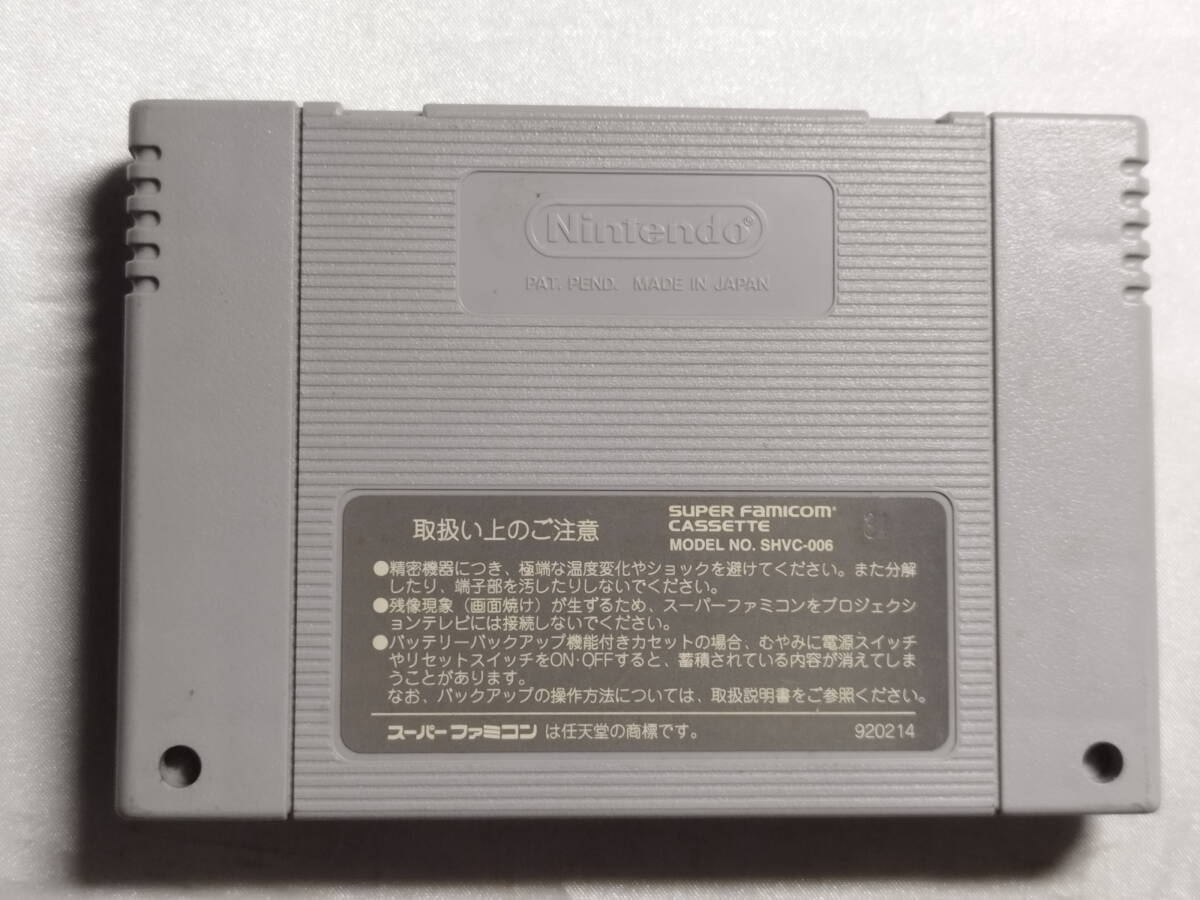 Nintendo®
PAT. PEND. MADE IN JAPAN
取扱い上のご注意
SUPER FAMICOM®
CASSETTE
MODEL NO. SHVC-006
●精密機器につき、極端な温度変化やショックを避けてください。また分解
したり、端子部を汚したりしないでください。
●残像現象（画面焼け）が生ずるため、スーパーファミコンをプロジェクシ
ョンテレビには接続しないでください。
●バッテリーバックアップ機能付きカセットの場合、むやみに電源スイッチ
やリセットスイッチをON・OFFすると、蓄積されている内容が消えてしま
うことがあります。
なお、バックアップの操作方法については、取扱説明書をご参照ください。
スーパーファミコン は任天堂の商標です。
920214